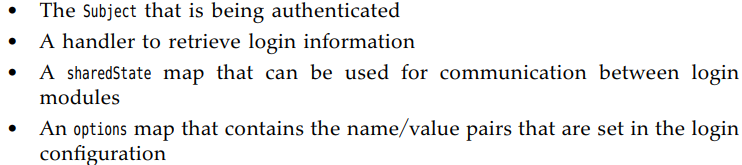 • The Subject that is being authenticated
• A handler to retrieve login information
• A sharedState map that can be used for communication between login
modules
• An options map that contains the name/value pairs that are set in the login
configuration